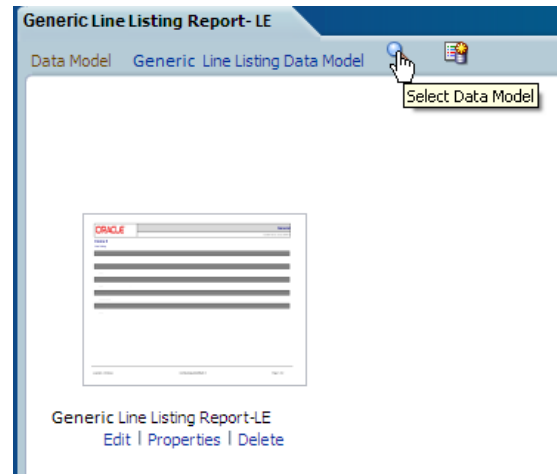 Generic Line Listing Report- LE
Data Model Generic Line Listing Data Model
Select Data Model
ORACLE
Generic Line Listing Report-LE
Edit | Properties | Delete